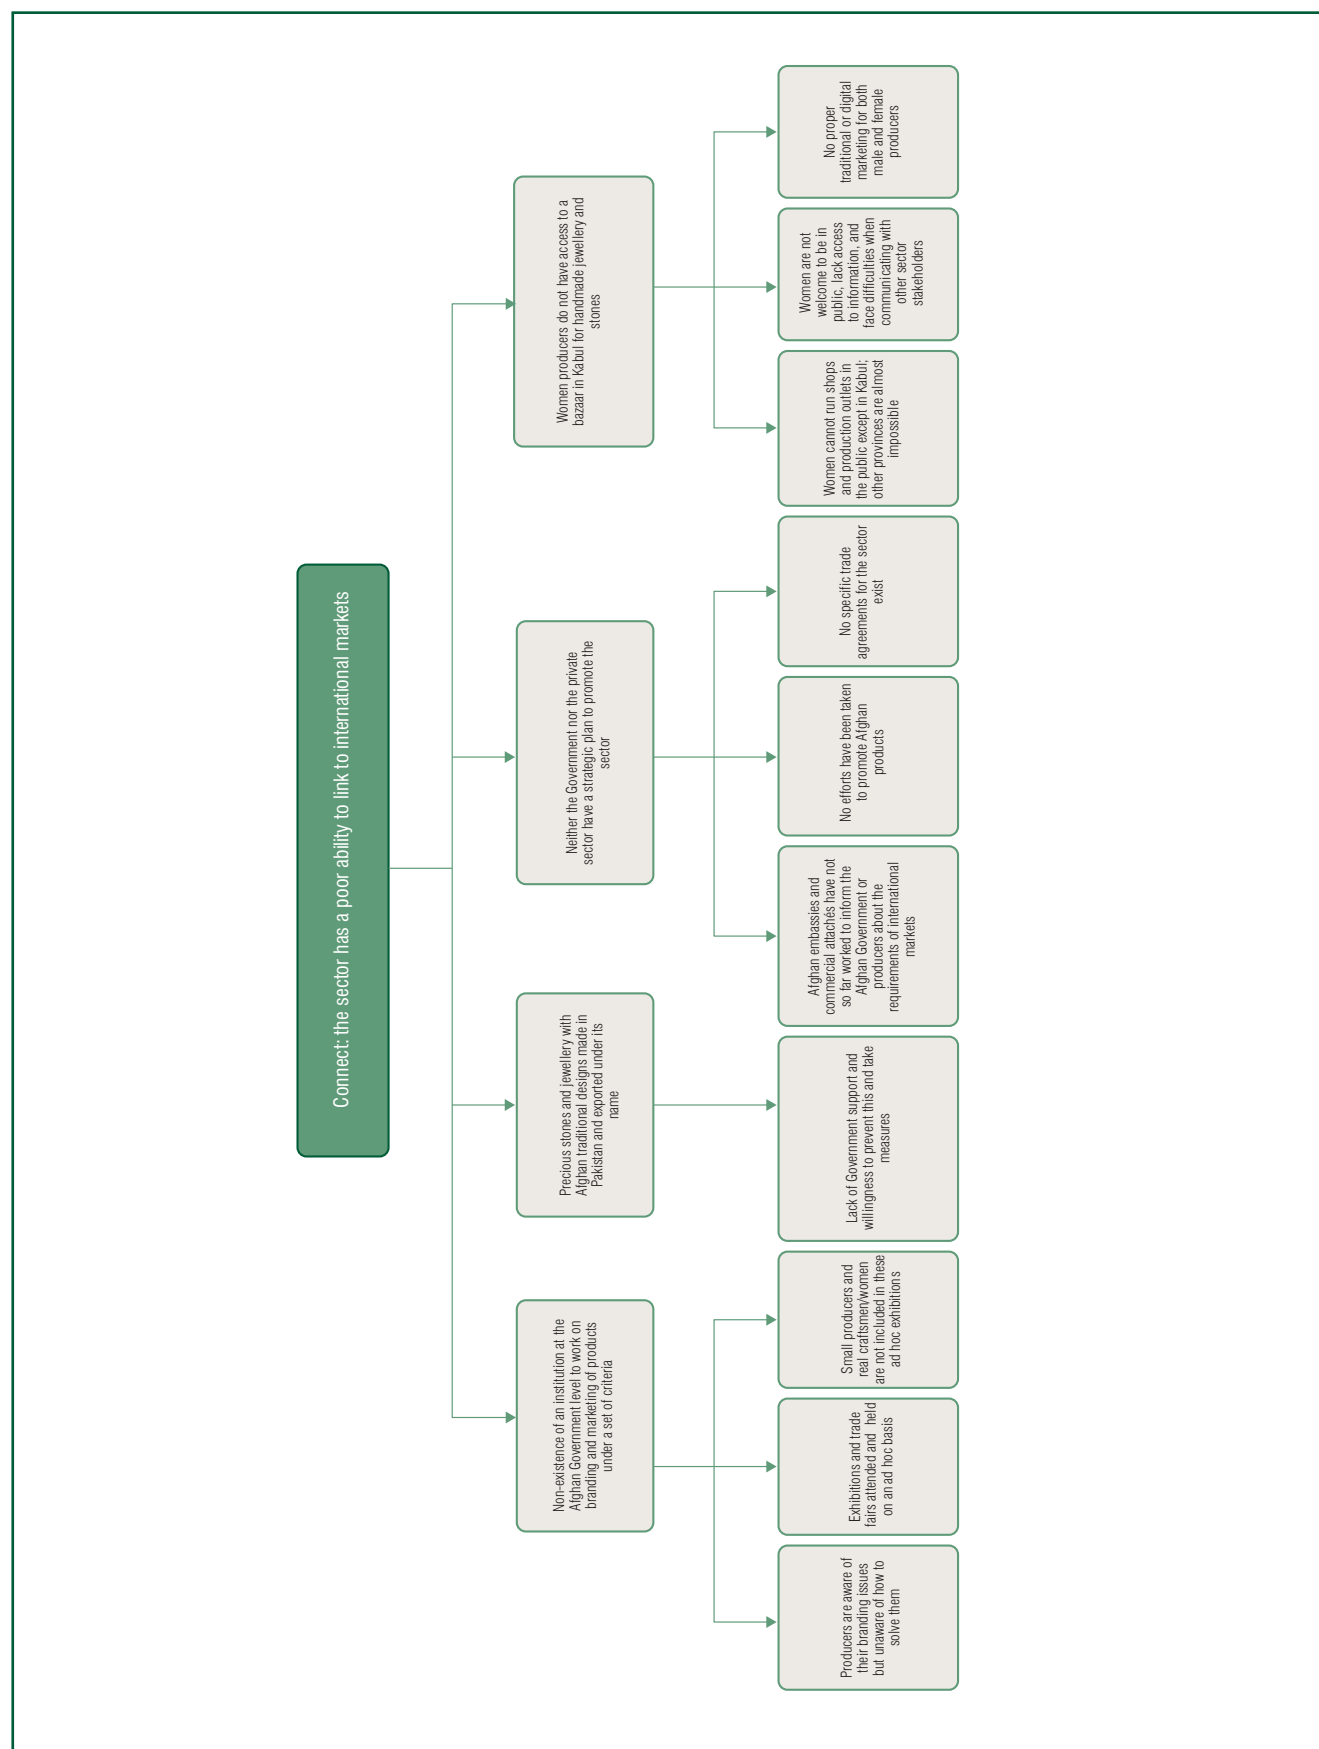 Connect: the sector has a poor ability to link to international markets
Non-existence of an institution at the
Afghan Government level to work on
branding and marketing of products
under a set of criteria
Precious stones and jewellery with
Afghan traditional designs made in
Pakistan and exported under its
name
Neither the Government nor the private
sector have a strategic plan to promote the
sector
Women producers do not have access to a
bazaar in Kabul for handmade jewellery and
stones
Producers are aware of
their branding issues
but unaware of how to
solve them
Exhibitions and trade
fairs attended and held
on an ad hoc basis
Small producers and
real craftsmen/women
are not included in these
ad hoc exhibitions
Lack of Government support and
willingness to prevent this and take
measures
Afghan embassies and
commercial attachés have not
so far worked to inform the
Afghan Government or
producers about the
requirements of international
markets
No efforts have been taken
to promote Afghan
products
No specific trade
agreements for the sector
exist
Women cannot run shops
and production outlets in
the public except in Kabul;
other provinces are almost
impossible
Women are not
welcome to be in
public, lack access
to information, and
face difficulties when
communicating with
other sector
stakeholders
No proper
traditional or digital
marketing for both
male and female
producers